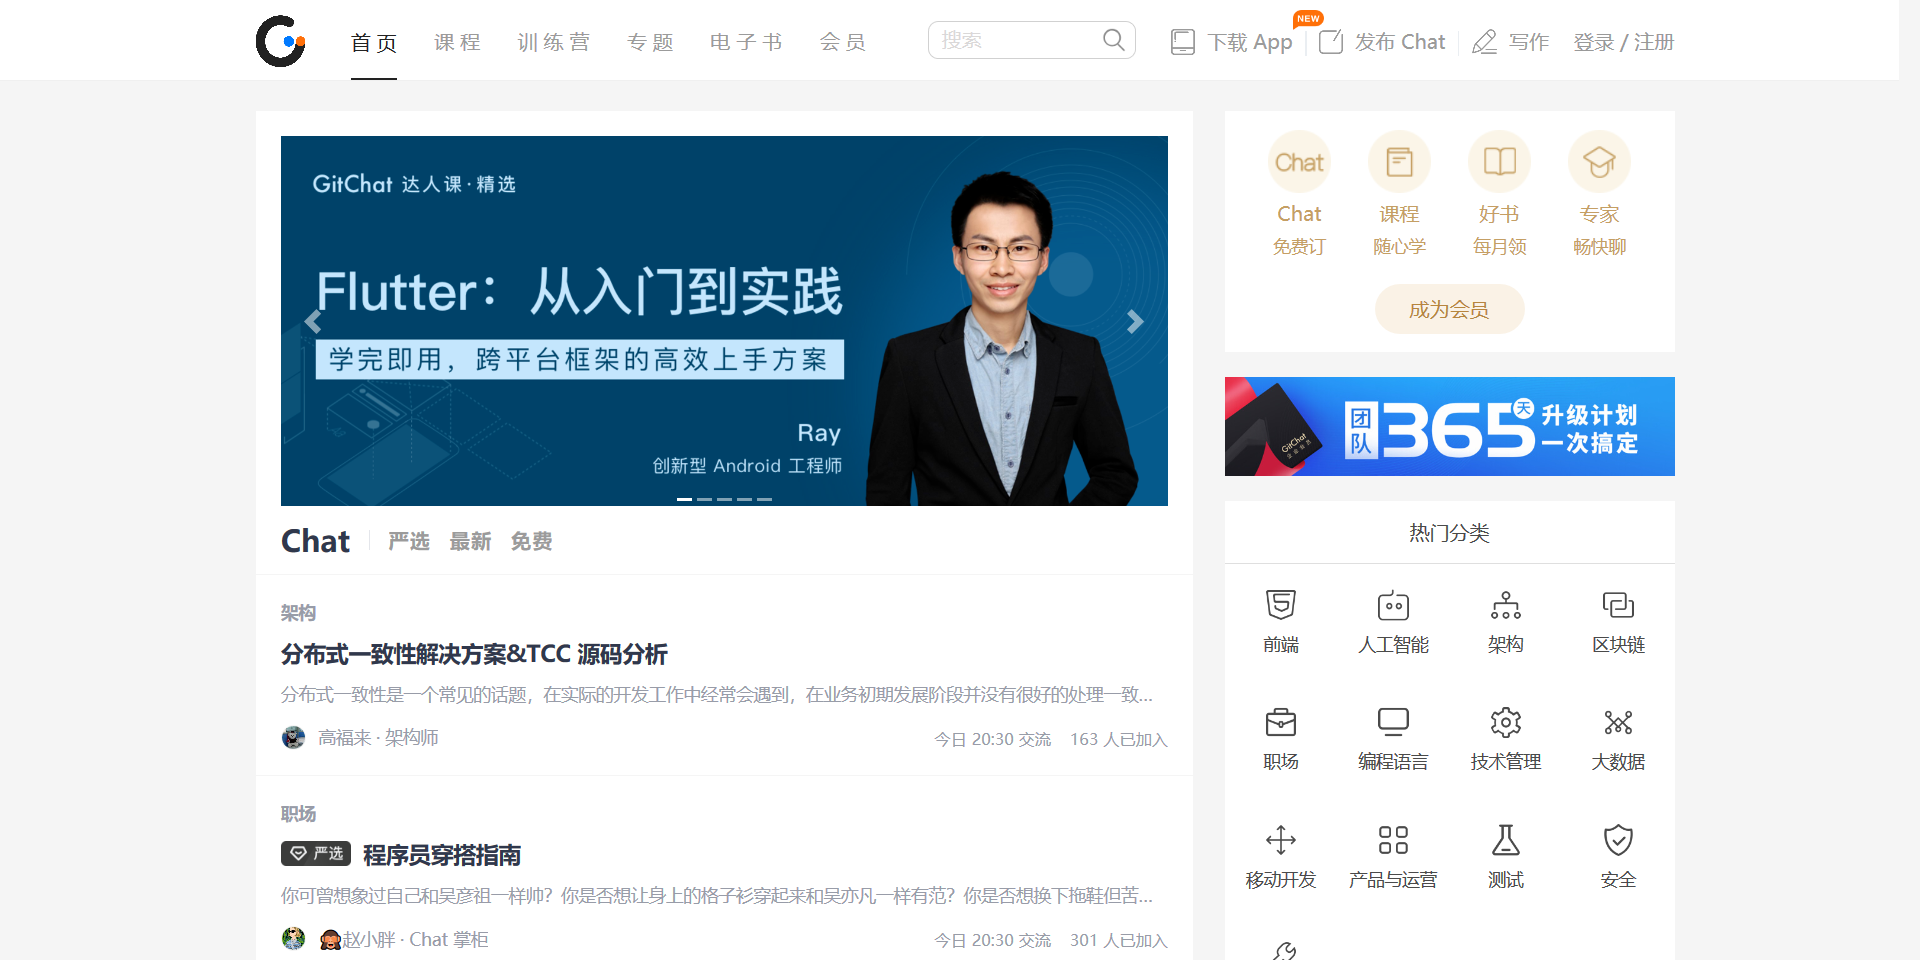 首页 课程 训练营 专题 电子书 会员 搜索 下载 App NEW 发布 Chat 写作 登录 / 注册
GitChat 达人课·精选
Flutter：从入门到实践
学完即用，跨平台框架的高效上手方案
Ray
创新型 Android 工程师
Chat 严选 最新 免费
架构
分布式一致性解决方案&TCC 源码分析
分布式一致性是一个常见的话题，在实际的开发工作中经常会遇到，在业务初期发展阶段并没有很好的处理一致...
高福来 · 架构师 今日 20:30 交流 163 人已加入
职场
严选 程序员穿搭指南
你可曾想象过自己和吴彦祖一样帅？你是否想让身上的格子衫穿起来和吴亦凡一样有范？你是否想换下拖鞋但苦...
赵小胖 · Chat 掌柜 今日 20:30 交流 301 人已加入
Chat
Chat 课程 好书 专家
免费订 随心学 每月领 畅快聊
成为会员
GitChat
团队365天升级计划
一次搞定
热门分类
前端 人工智能 架构 区块链
职场 编程语言 技术管理 大数据
移动开发 产品与运营 测试 安全